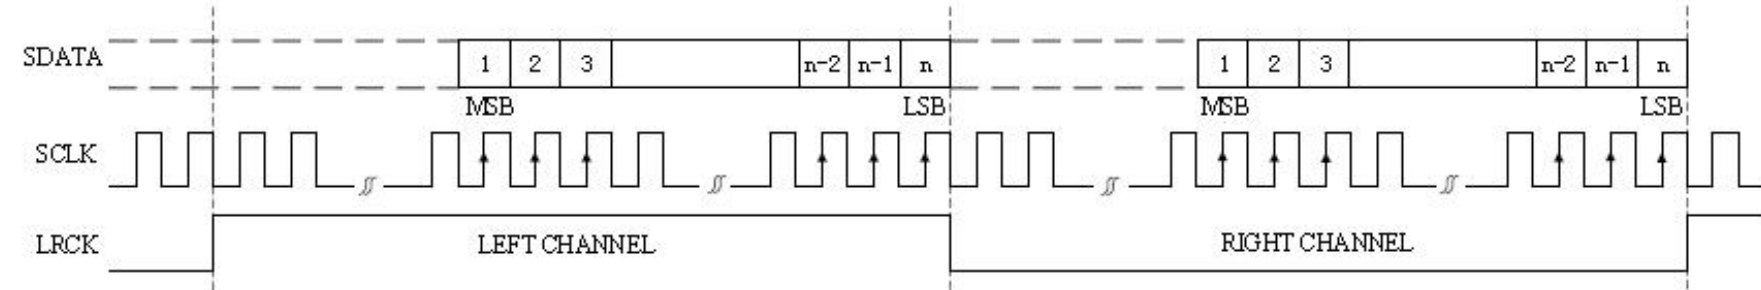 SDATA 1 2 3 n-2 n-1 n 1 2 3 n-2 n-1 n
MSB LSB MSB LSB
SCLK
LRCK LEFT CHANNEL RIGHT CHANNEL